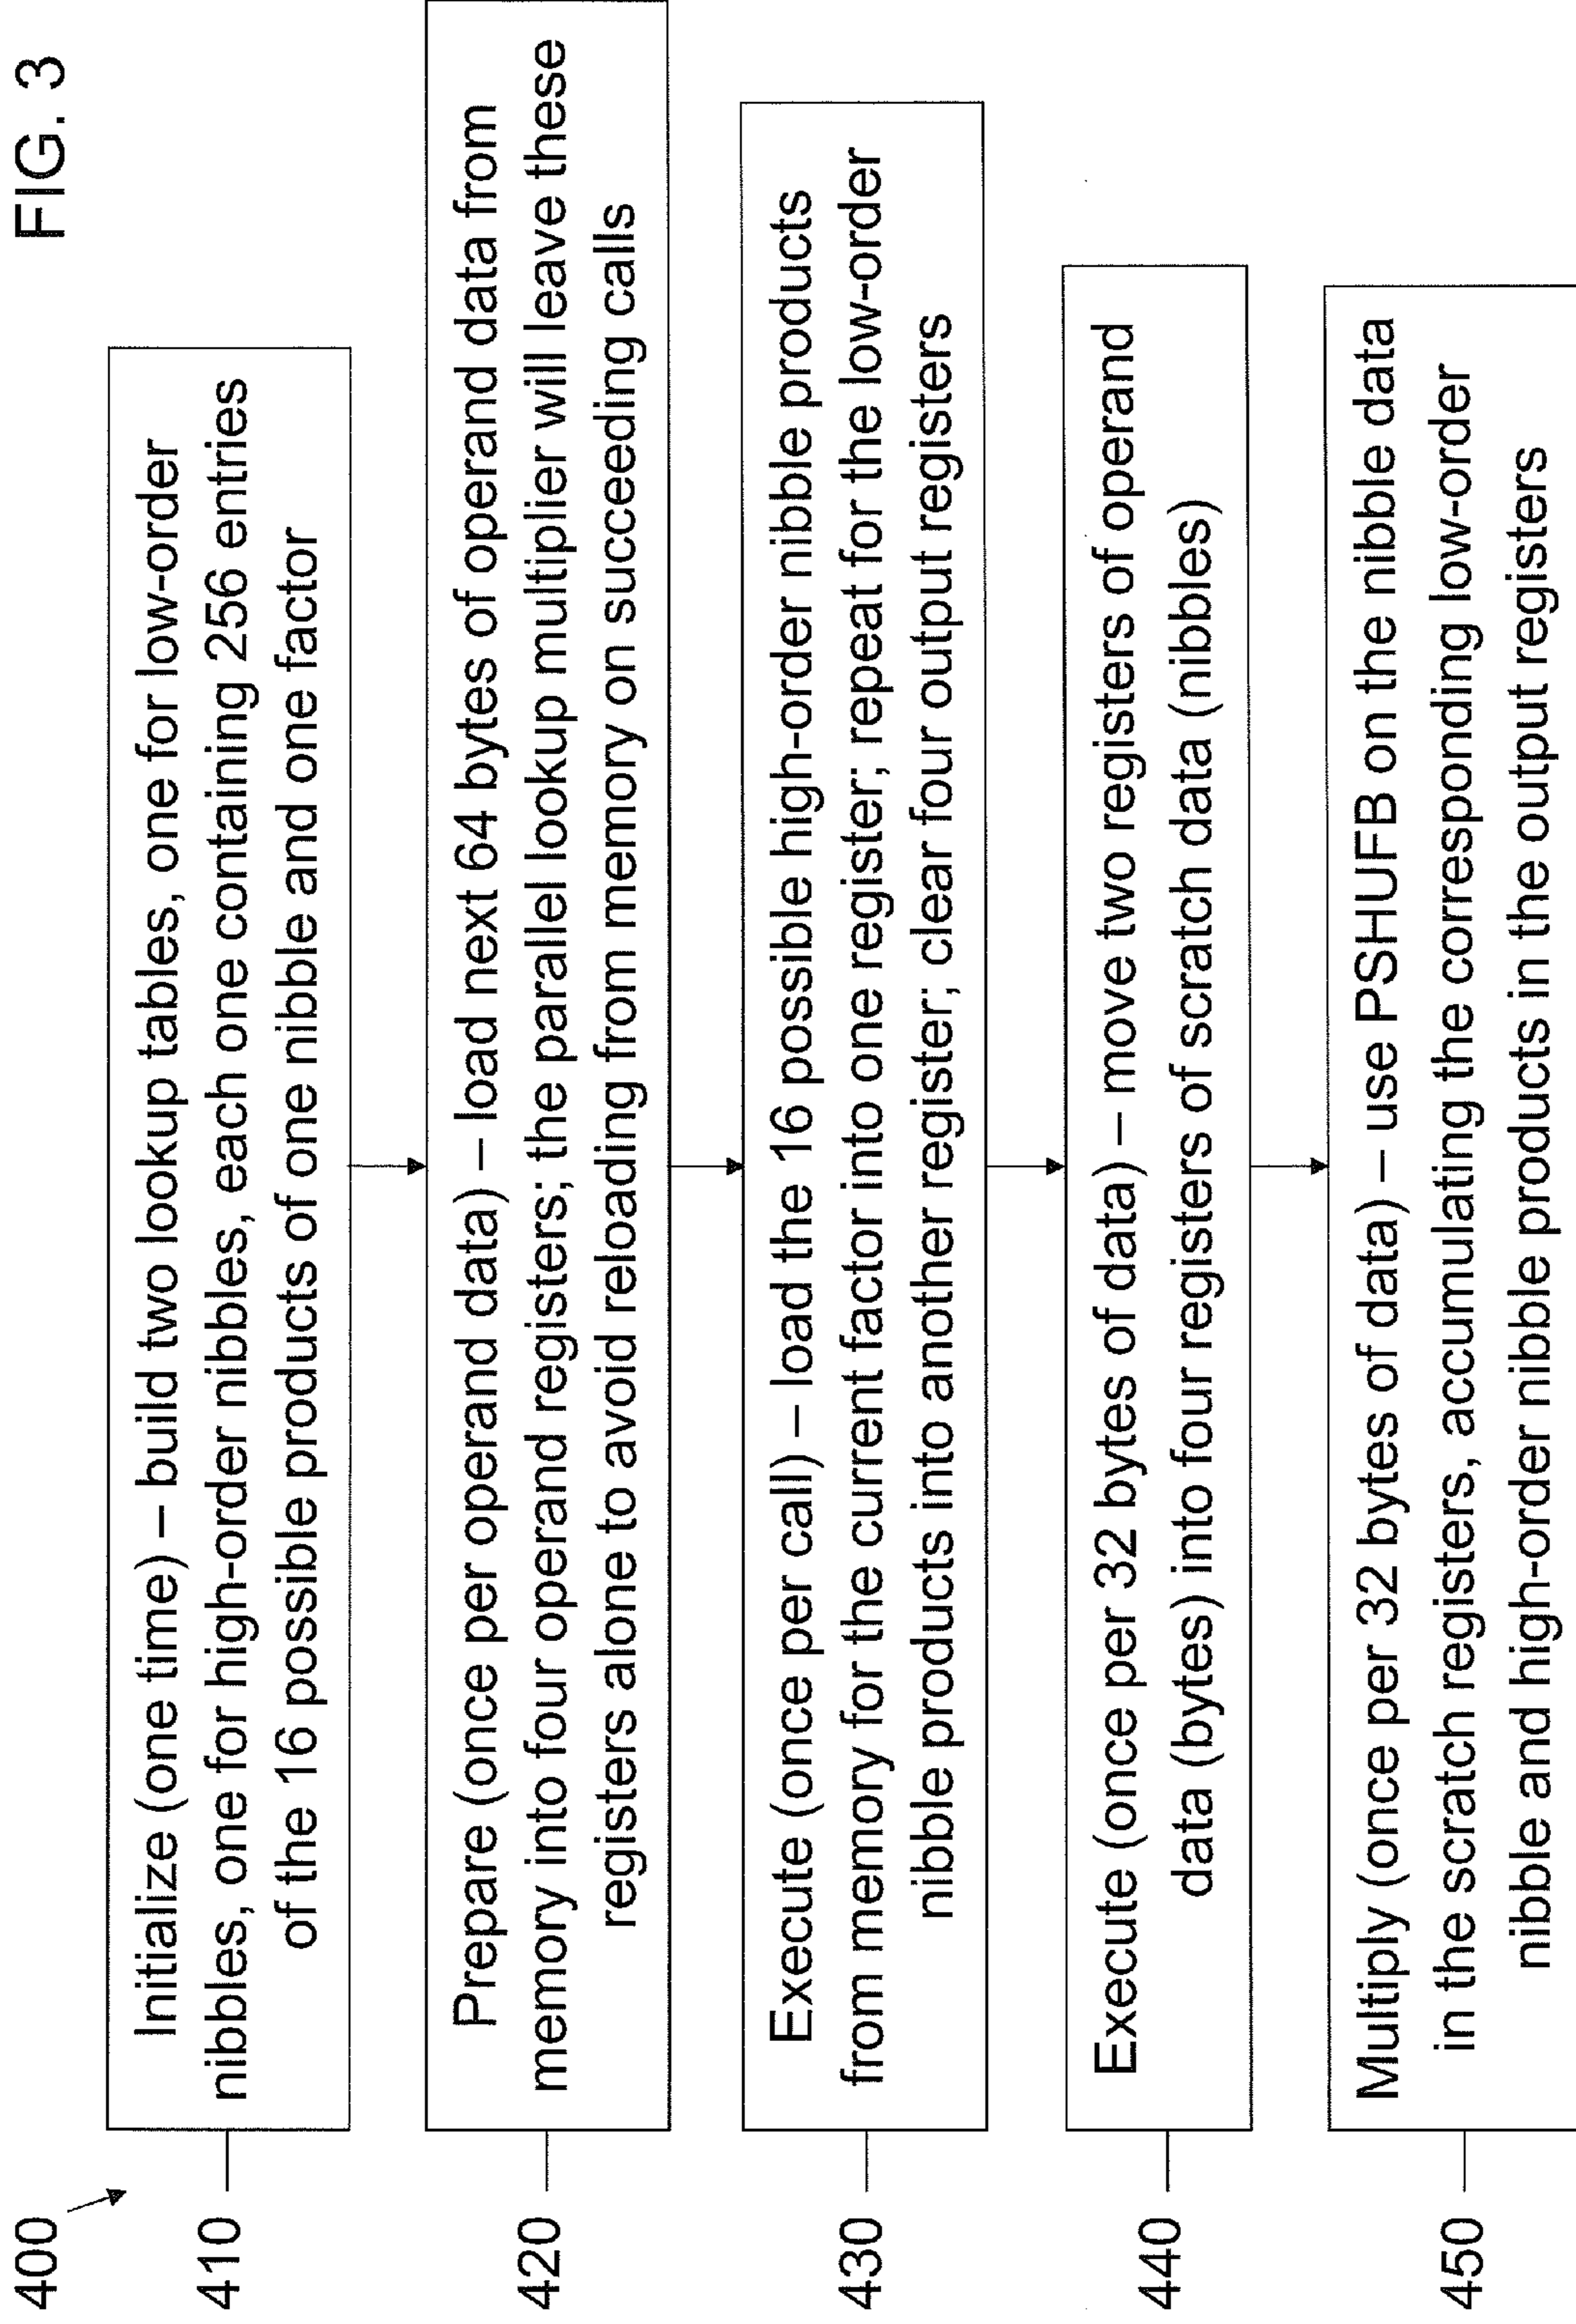 FIG. 3
400
410
Initialize (one time) – build two lookup tables, one for low-order
nibbles, one for high-order nibbles, each one containing 256 entries
of the 16 possible products of one nibble and one factor
420
Prepare (once per operand data) – load next 64 bytes of operand data from
memory into four operand registers; the parallel lookup multiplier will leave these
registers alone to avoid reloading from memory on succeeding calls
430
Execute (once per call) – load the 16 possible high-order nibble products
from memory for the current factor into one register; repeat for the low-order
nibble products into another register; clear four output registers
440
Execute (once per 32 bytes of data) – move two registers of operand
data (bytes) into four registers of scratch data (nibbles)
450
Multiply (once per 32 bytes of data) – use PSHUFB on the nibble data
in the scratch registers, accumulating the corresponding low-order
nibble and high-order nibble products in the output registers